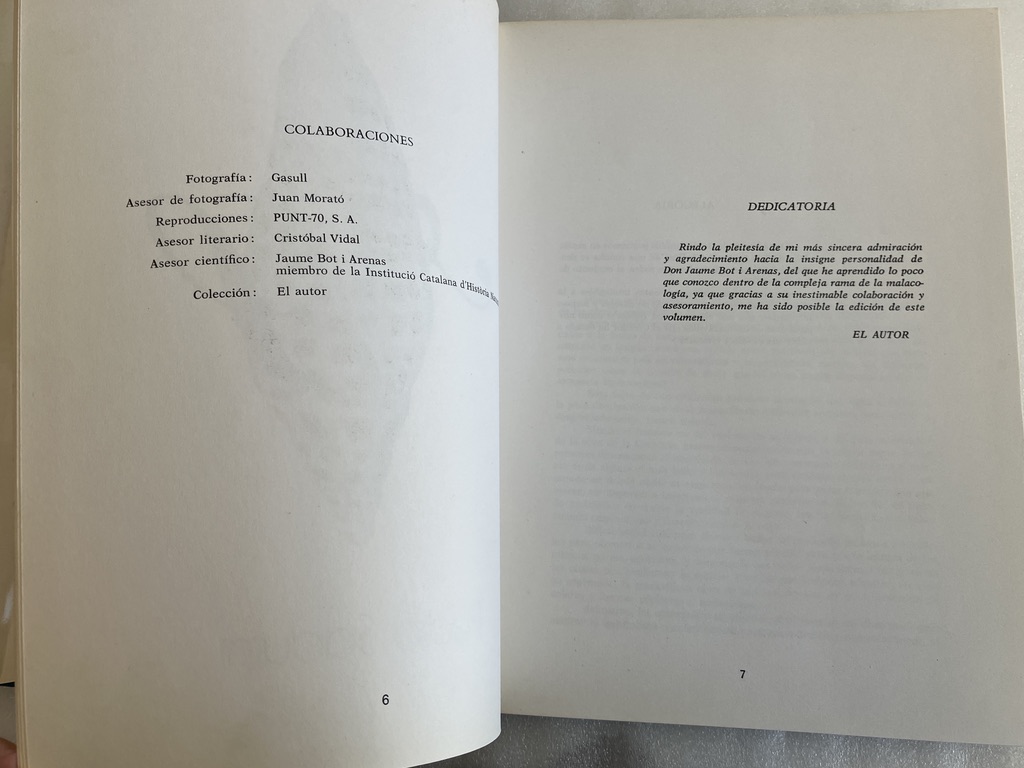 COLABORACIONES
Fotografía: Gasull
Asesor de fotografía: Juan Morató
Reproducciones: PUNT-70, S. A.
Asesor literario: Cristóbal Vidal
Asesor científico: Jaume Bot i Arenas
miembro de la Institució Catalana d'Història
Colección: El autor
6
DEDICATORIA
Rindo la pleitesía de mi más sincera admiración
y agradecimiento hacia la insigne personalidad de
Don Jaume Bot i Arenas, del que he aprendido lo poco
que conozco dentro de la compleja rama de la malaco-
logía, ya que gracias a su inestimable colaboración y
asesoramiento, me ha sido posible la edición de este
volumen.
EL AUTOR
7